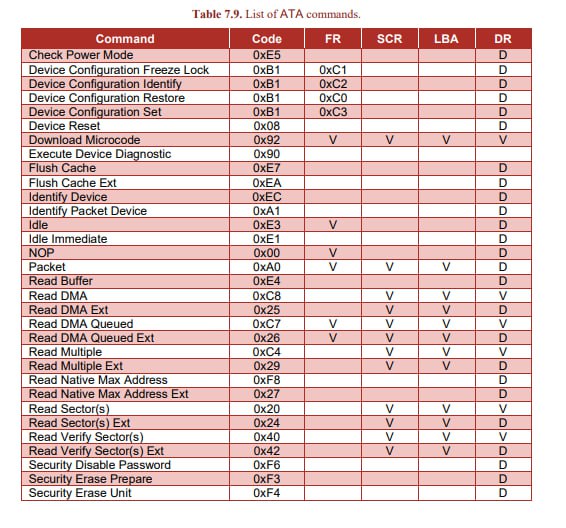 Table 7.9. List of ATA commands.
Command Code FR SCR LBA DR
Check Power Mode 0xE5 D
Device Configuration Freeze Lock 0xB1 0xC1 D
Device Configuration Identify 0xB1 0xC2 D
Device Configuration Restore 0xB1 0xC0 D
Device Configuration Set 0xB1 0xC3 D
Device Reset 0x08 D
Download Microcode 0x92 V V V V
Execute Device Diagnostic 0x90
Flush Cache 0xE7 D
Flush Cache Ext 0xEA D
Identify Device 0xEC D
Identify Packet Device 0xA1 D
Idle 0xE3 V D
Idle Immediate 0xE1 D
NOP 0x00 V D
Packet 0xA0 V V V D
Read Buffer 0xE4 D
Read DMA 0xC8 V V V
Read DMA Ext 0x25 V V D
Read DMA Queued 0xC7 V V V V
Read DMA Queued Ext 0x26 V V V D
Read Multiple 0xC4 V V V
Read Multiple Ext 0x29 V V D
Read Native Max Address 0xF8 D
Read Native Max Address Ext 0x27 D
Read Sector(s) 0x20 V V V
Read Sector(s) Ext 0x24 V V D
Read Verify Sector(s) 0x40 V V V
Read Verify Sector(s) Ext 0x42 V V D
Security Disable Password 0xF6 D
Security Erase Prepare 0xF3 D
Security Erase Unit 0xF4 D